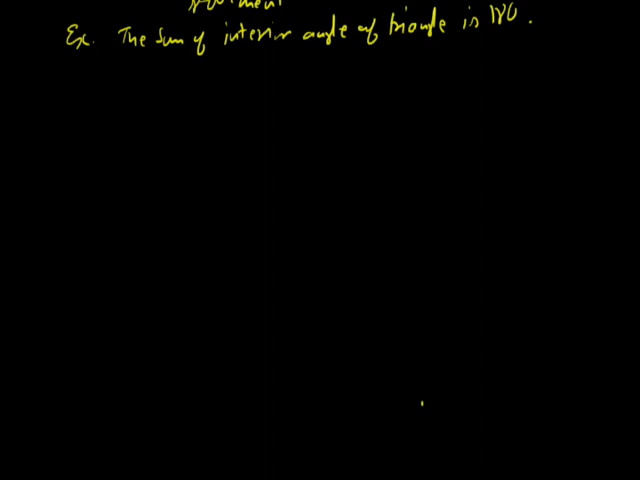 Ex. The Sum of interior angle of triangle is 180.